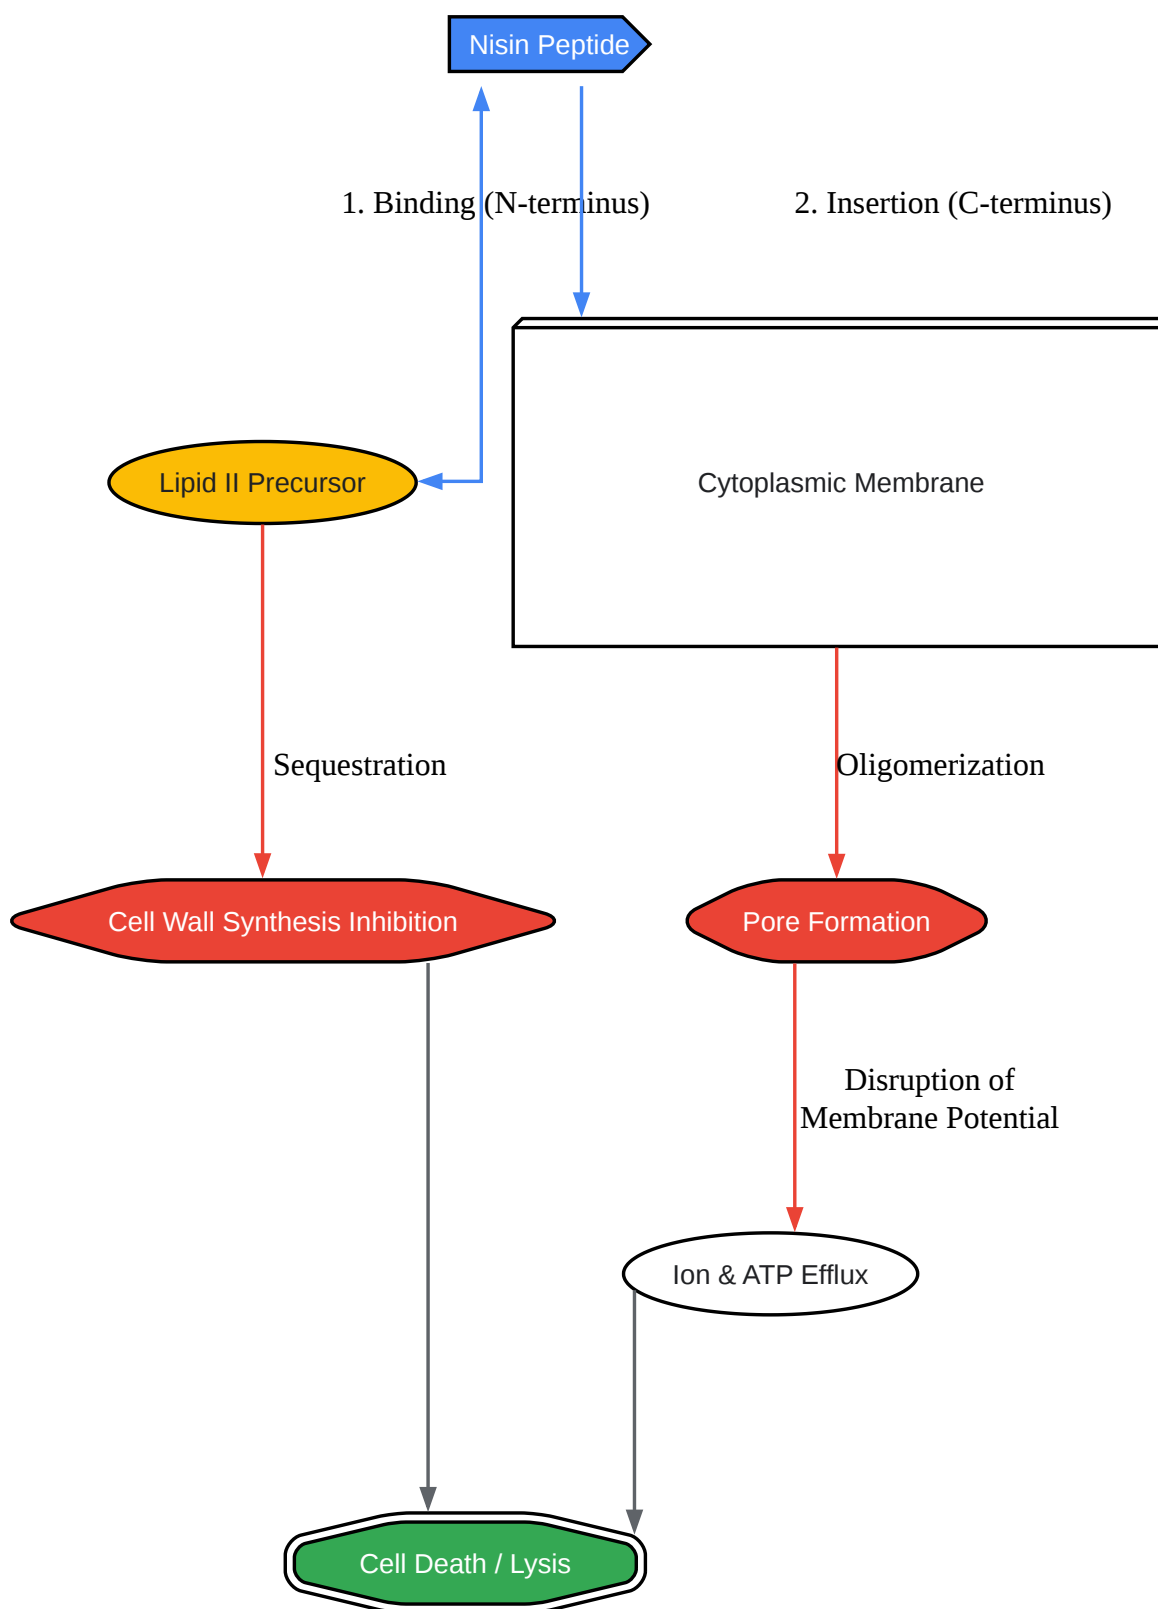 Nisin Peptide
1. Binding (N-terminus)
2. Insertion (C-terminus)
Lipid II Precursor
Cytoplasmic Membrane
Sequestration
Oligomerization
Cell Wall Synthesis Inhibition
Pore Formation
Disruption of
Membrane Potential
Ion & ATP Efflux
Cell Death / Lysis